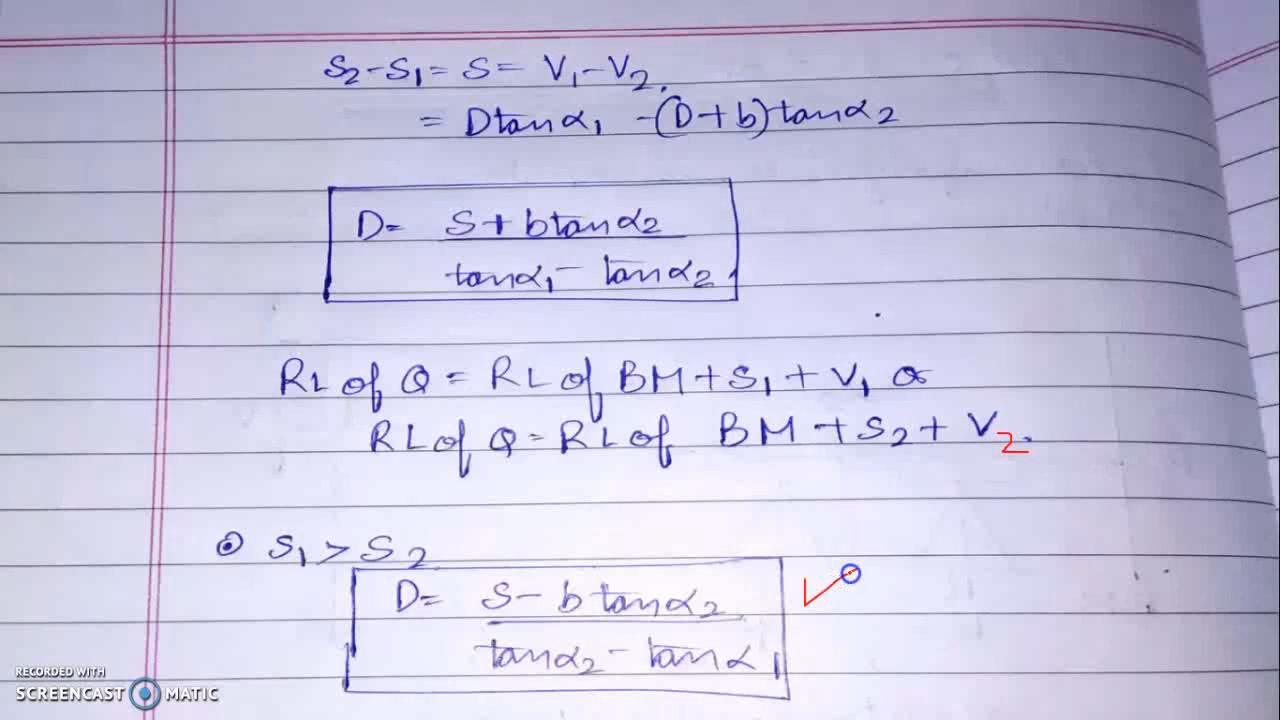 S₂-S₁ = S = V₁-V₂.
= Dtanα₁ -(D+b)tanα₂
D= S+btanα₂
tanα₁- tanα₂
RL of Q = RL of BM+S₁+V₁ or
RL of Q = RL of BM +S₂+ V₂.
S₁ > S₂
D= S- b tanα₂
tanα₂ - tanα₁
RECORDED WITH
SCREENCAST MATIC